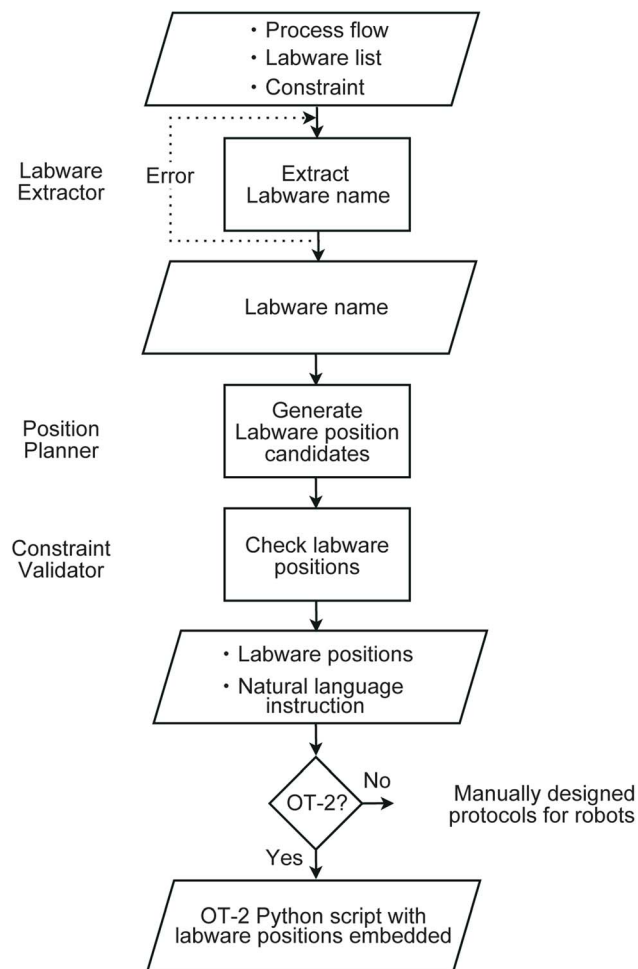 ・Process flow
・Labware list
・Constraint
Labware
Extractor
Error
Extract
Labware name
Labware name
Position
Planner
Generate
Labware position
candidates
Constraint
Validator
Check labware
positions
・Labware positions
・Natural language
instruction
OT-2?
No
Manually designed
protocols for robots
Yes
OT-2 Python script with
labware positions embedded